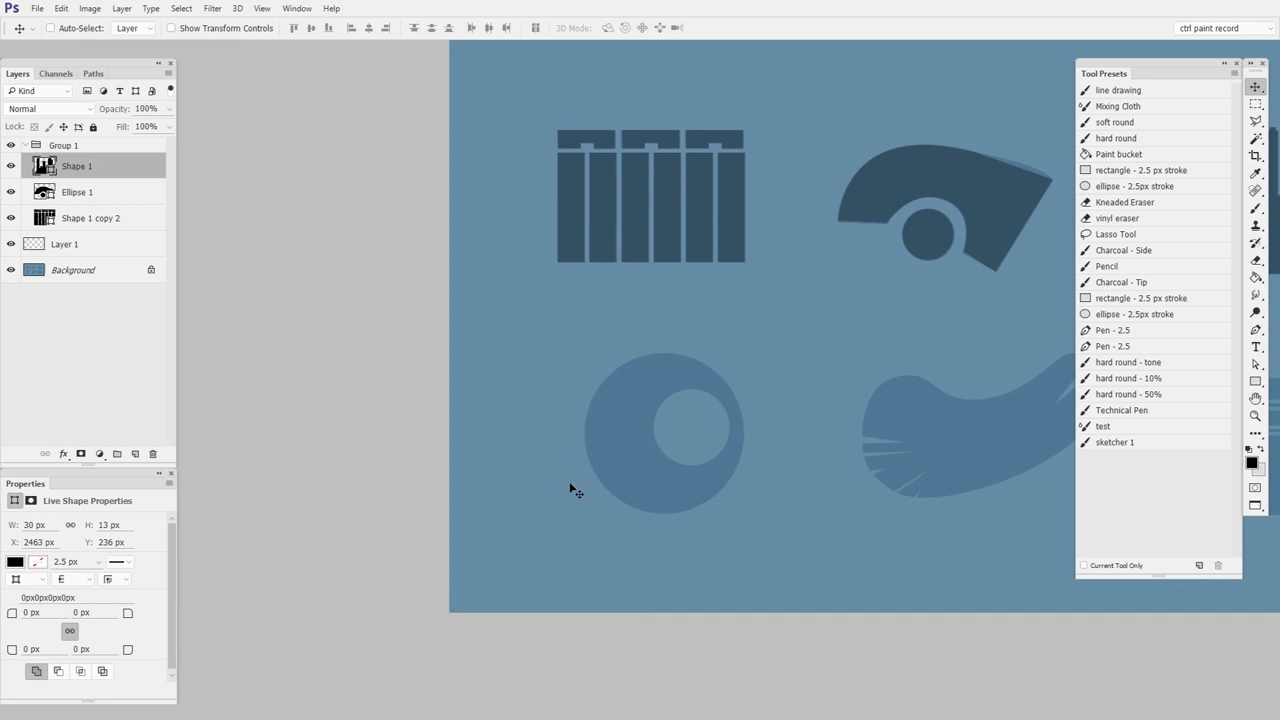 Ps File Edit Image Layer Type Select Filter 3D View Window Help
Auto-Select: Layer Show Transform Controls 3D Mode: ctrl paint record
Layers Channels Paths
Kind
Normal Opacity: 100%
Lock: Fill: 100%
Group 1
Shape 1
Ellipse 1
Shape 1 copy 2
Layer 1
Background
fx
Properties
Live Shape Properties
W: 30 px H: 13 px
X: 2463 px Y: 236 px
2.5 px
0px0px0px0px
0 px 0 px
0 px 0 px
Tool Presets
line drawing
Mixing Cloth
soft round
hard round
Paint bucket
rectangle - 2.5 px stroke
ellipse - 2.5px stroke
Kneaded Eraser
vinyl eraser
Lasso Tool
Charcoal - Side
Pencil
Charcoal - Tip
rectangle - 2.5 px stroke
ellipse - 2.5px stroke
Pen - 2.5
Pen - 2.5
hard round - tone
hard round - 10%
hard round - 50%
Technical Pen
test
sketcher 1
Current Tool Only